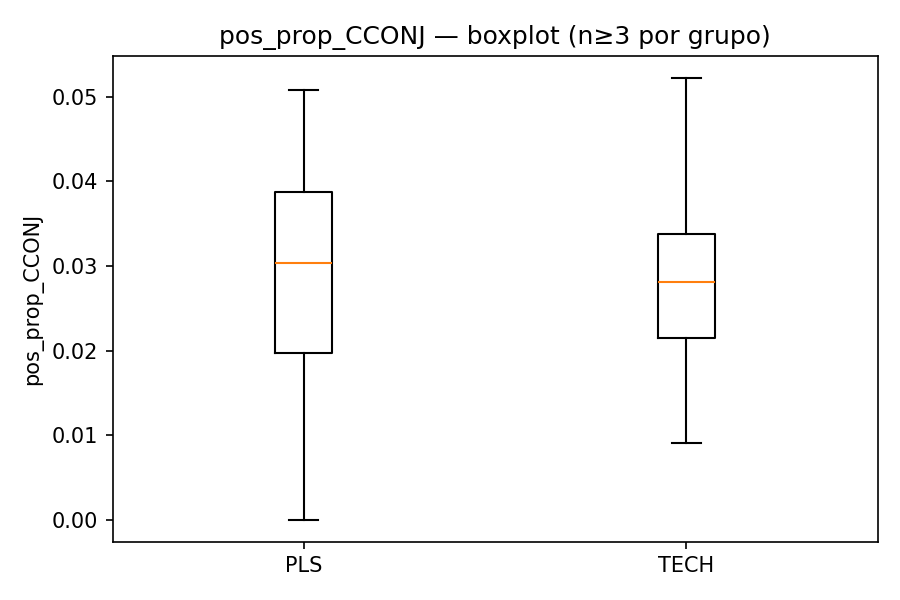 pos_prop_CCONJ — boxplot (n≥3 por grupo)
pos_prop_CCONJ
0.05
0.04
0.03
0.02
0.01
0.00
PLS
TECH